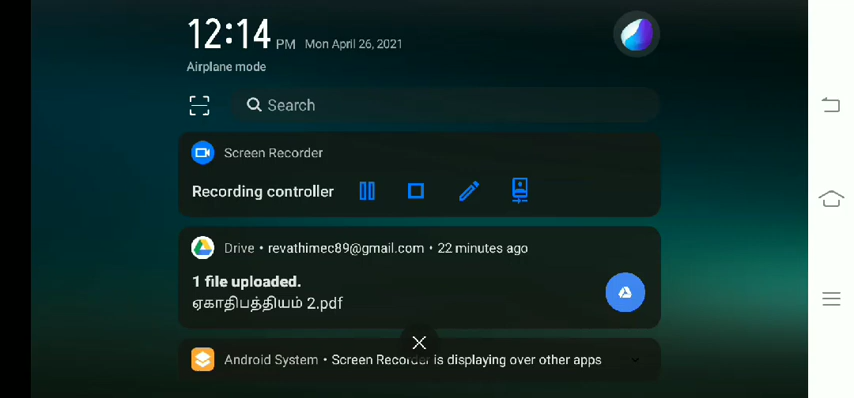 12:14 PM Mon April 26, 2021
Airplane mode
Search
Screen Recorder
Recording controller
Drive • revathimec89@gmail.com • 22 minutes ago
1 file uploaded.
ஏகாதிபத்தியம் 2.pdf
Android System • Screen Recorder is displaying over other apps